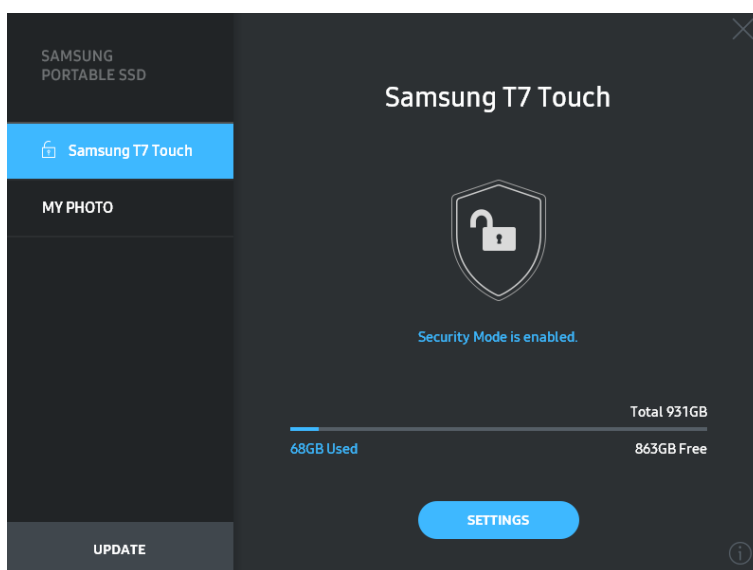 SAMSUNG
PORTABLE SSD
Samsung T7 Touch
MY PHOTO
UPDATE
Samsung T7 Touch
Security Mode is enabled.
Total 931GB
68GB Used 863GB Free
SETTINGS